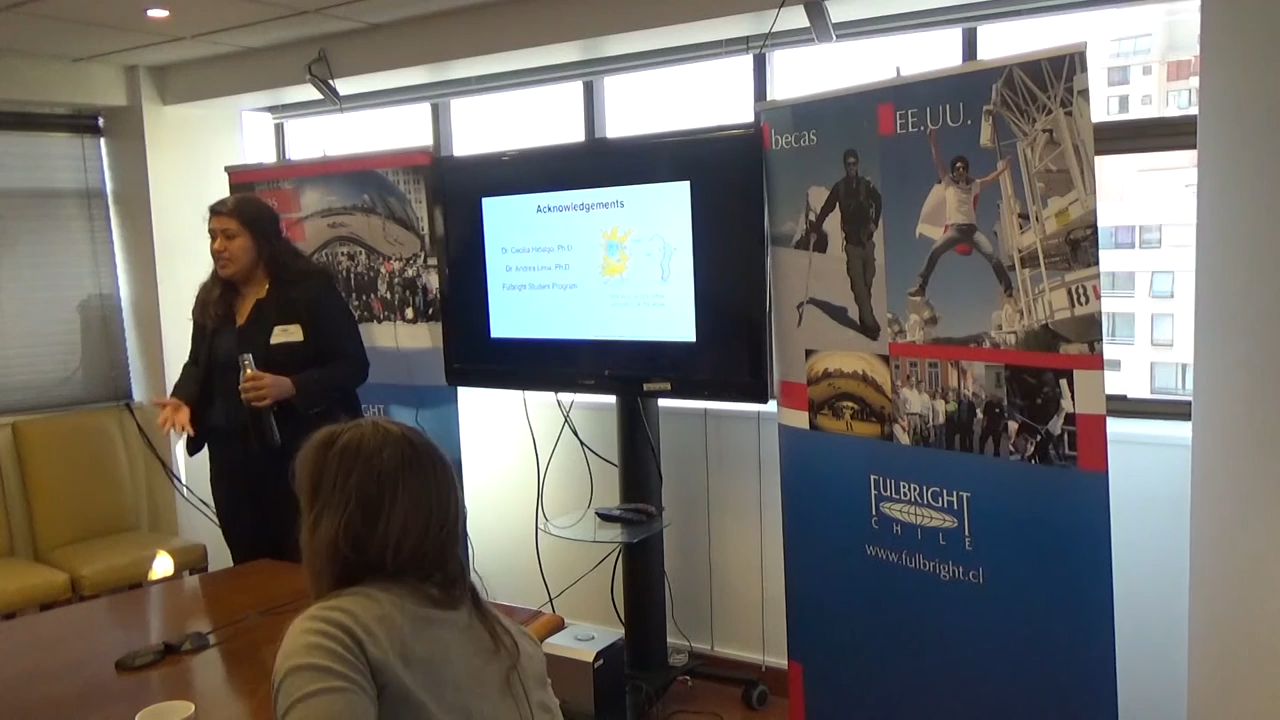 becas
EE.UU.
Acknowledgements
Dr. Cecilia Hidalgo, Ph.D.
Dr. Andrea Lima, Ph.D.
Fulbright Student Program
18
FULBRIGHT
CHILE
www.fulbright.cl